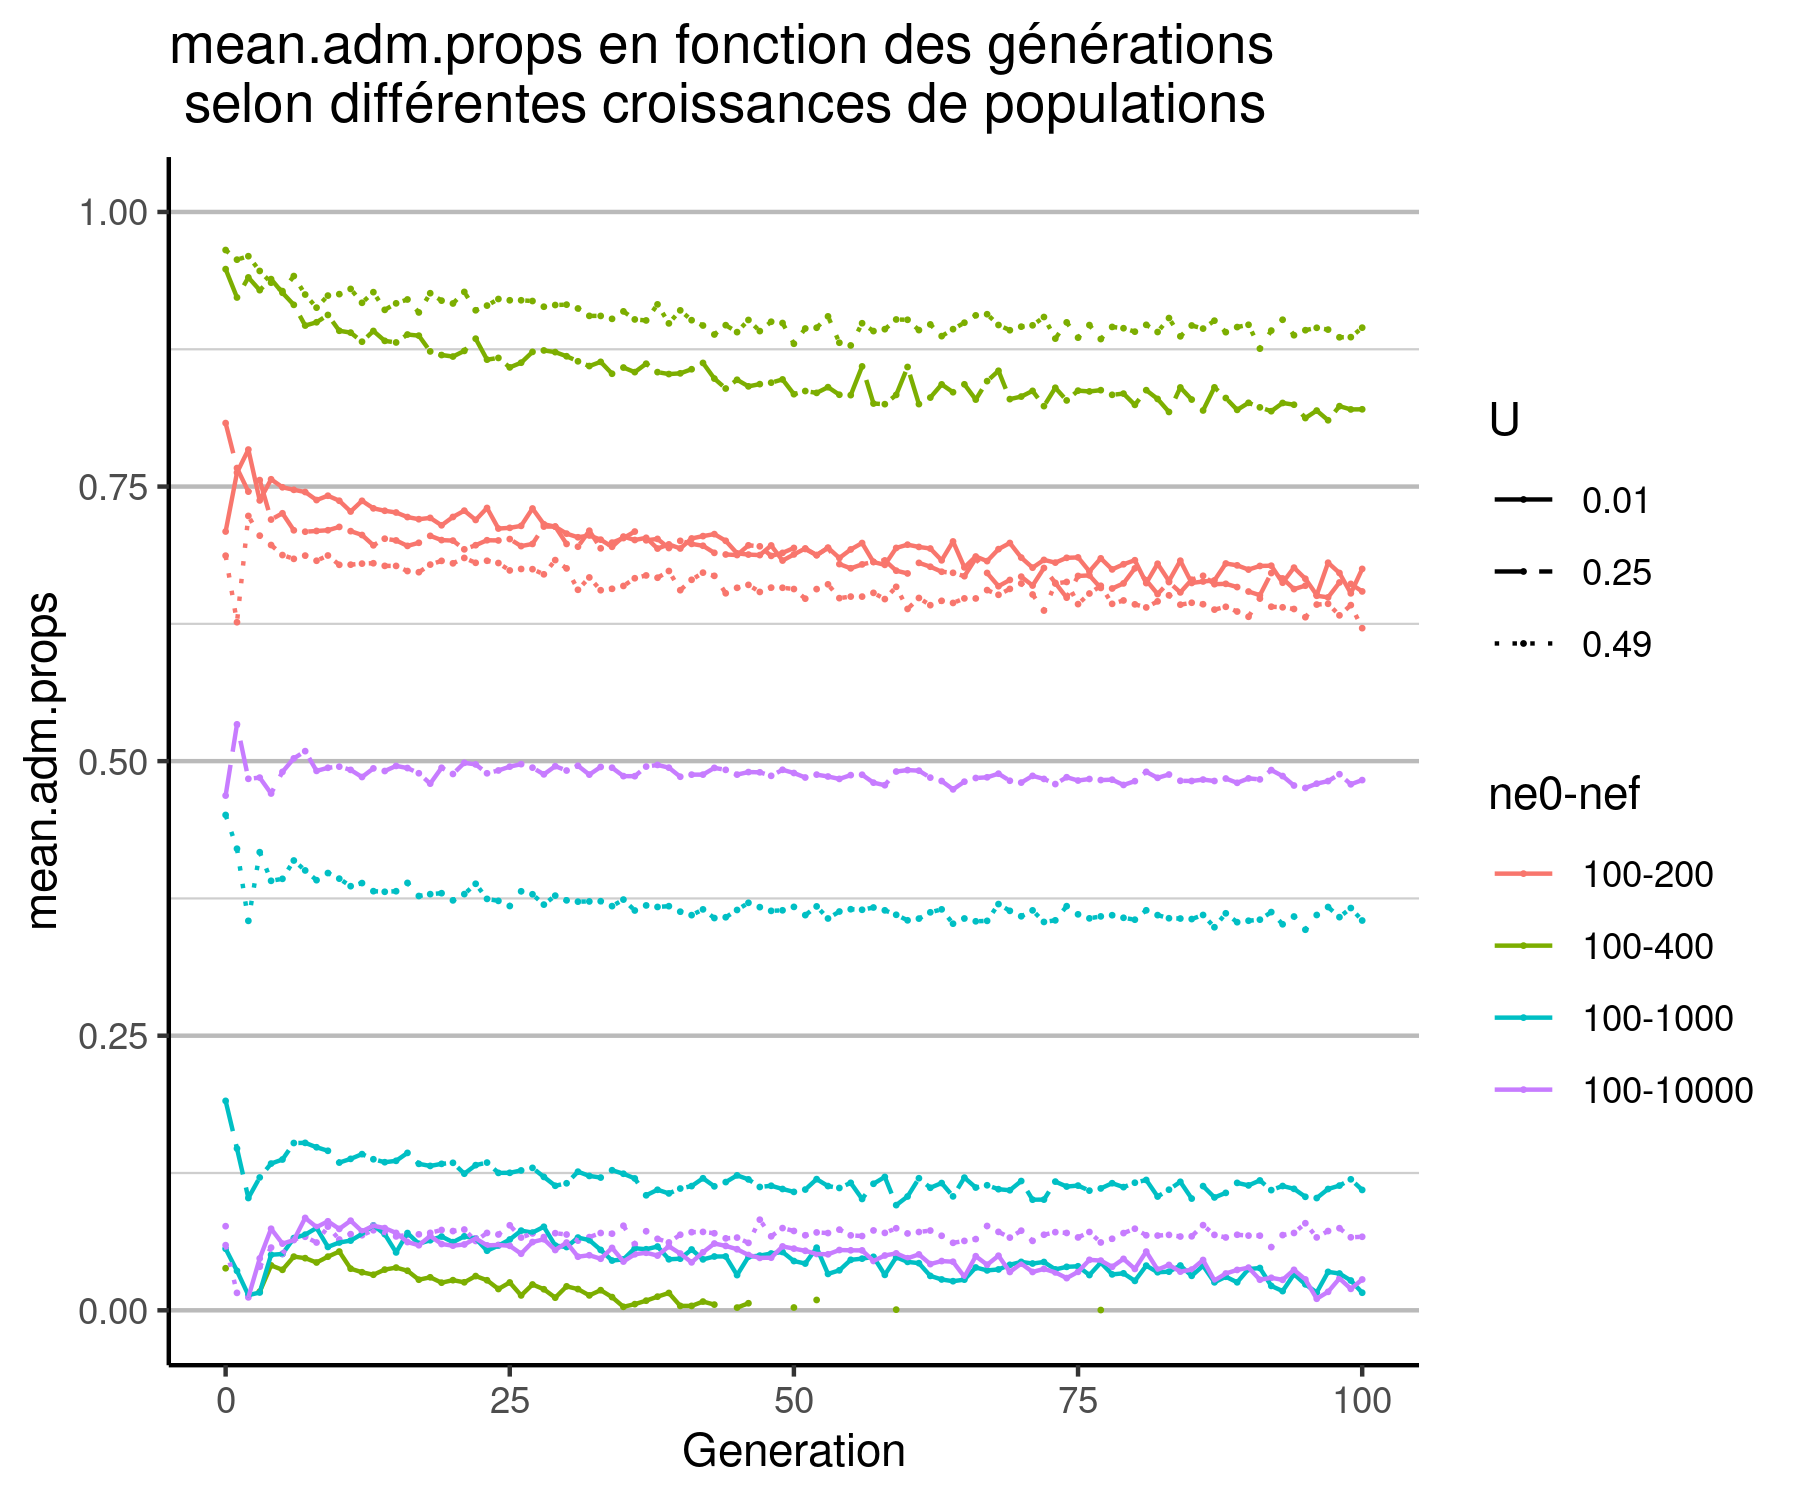 mean.adm.props en fonction des générations
selon différentes croissances de populations
mean.adm.props
1.00
0.75
0.50
0.25
0.00
0
25
50
75
100
Generation
U
0.01
0.25
0.49
ne0-nef
100-200
100-400
100-1000
100-10000